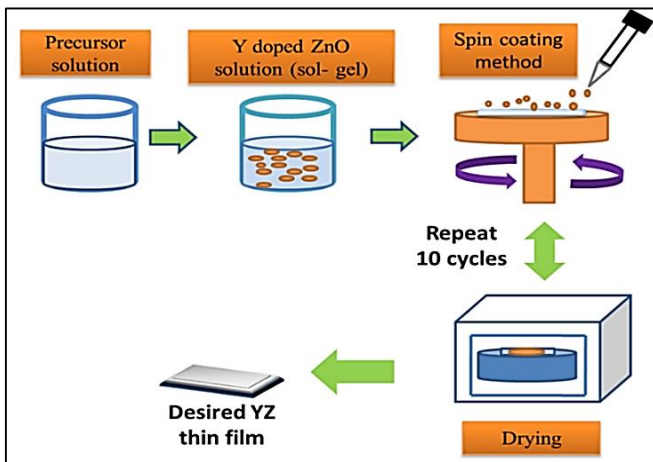 Precursor
solution
Y doped ZnO
solution (sol- gel)
Spin coating
method
Repeat
10 cycles
Drying
Desired YZ
thin film